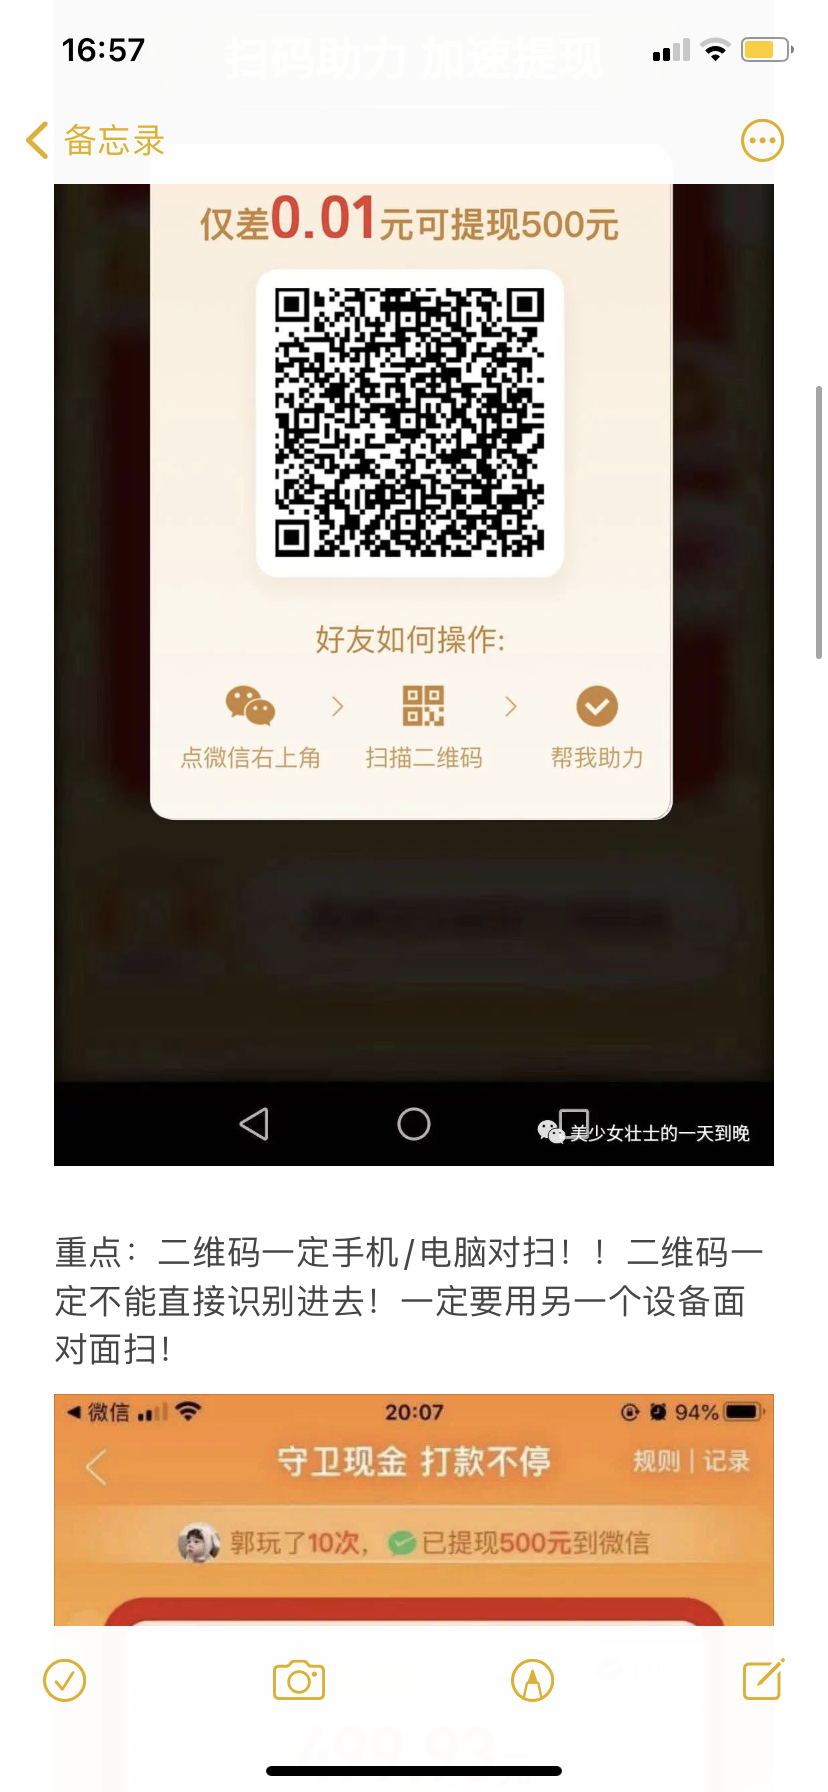 16:57
扫码助力 加速提现
备忘录
仅差0.01元可提现500元
好友如何操作:
点微信右上角
扫描二维码
帮我助力
美少女壮士的一天到晚
重点：二维码一定手机/电脑对扫！！二维码一
定不能直接识别进去！一定要用另一个设备面
对面扫！
微信
20:07
94%
守卫现金 打款不停
规则|记录
郭玩了10次，已提现500元到微信
499.93